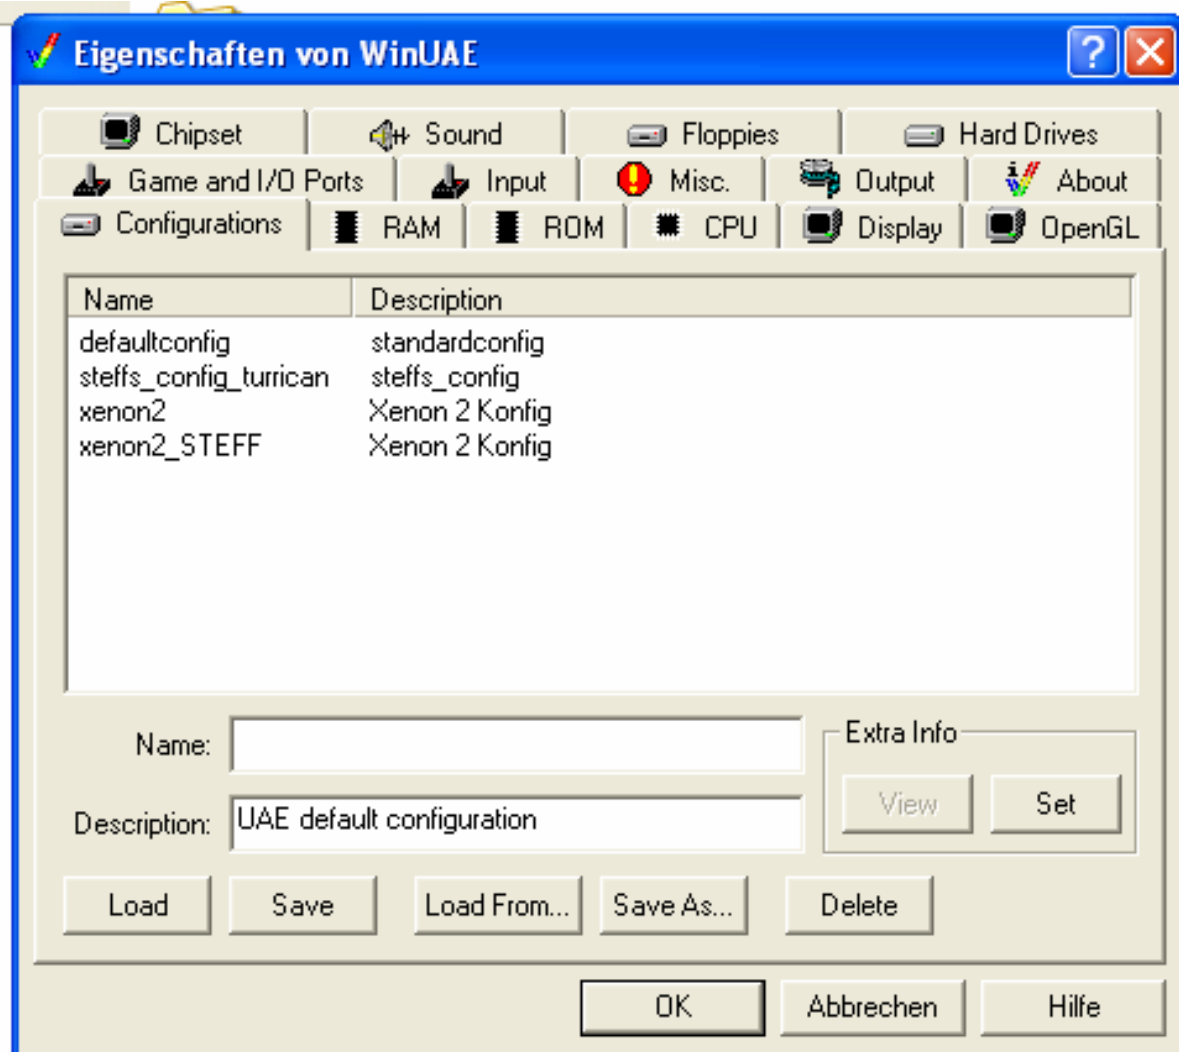 Eigenschaften von WinUAE
Chipset Sound Floppies Hard Drives
Game and I/O Ports Input Misc. Output About
Configurations RAM ROM CPU Display OpenGL
Name Description
defaultconfig standardconfig
steffs_config_turrican steffs_config
xenon2 Xenon 2 Konfig
xenon2_STEFF Xenon 2 Konfig
Name:
Extra Info
View Set
Description: UAE default configuration
Load Save Load From... Save As... Delete
OK Abbrechen Hilfe